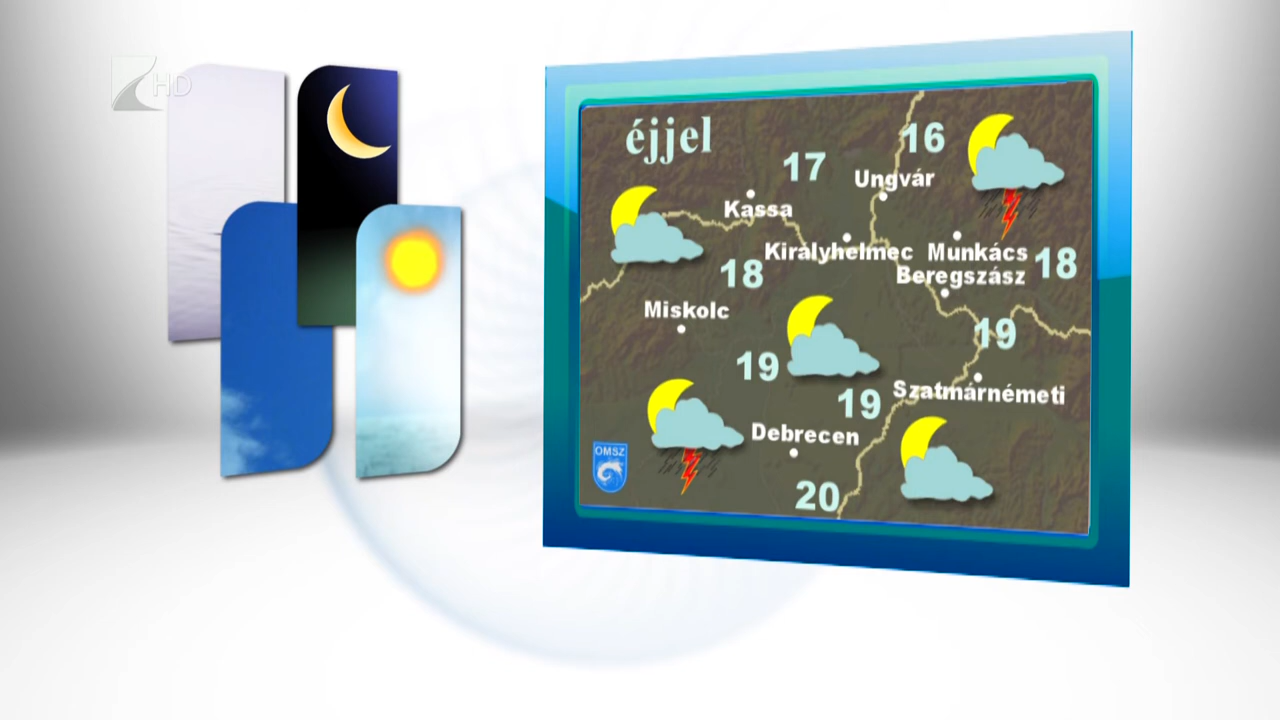 HD
éjjel
16
17
Ungvár
Kassa
Királyhelmec
Munkács
18
18
Beregszász
Miskolc
19
19
19
Szatmárnémeti
Debrecen
OMSZ
20